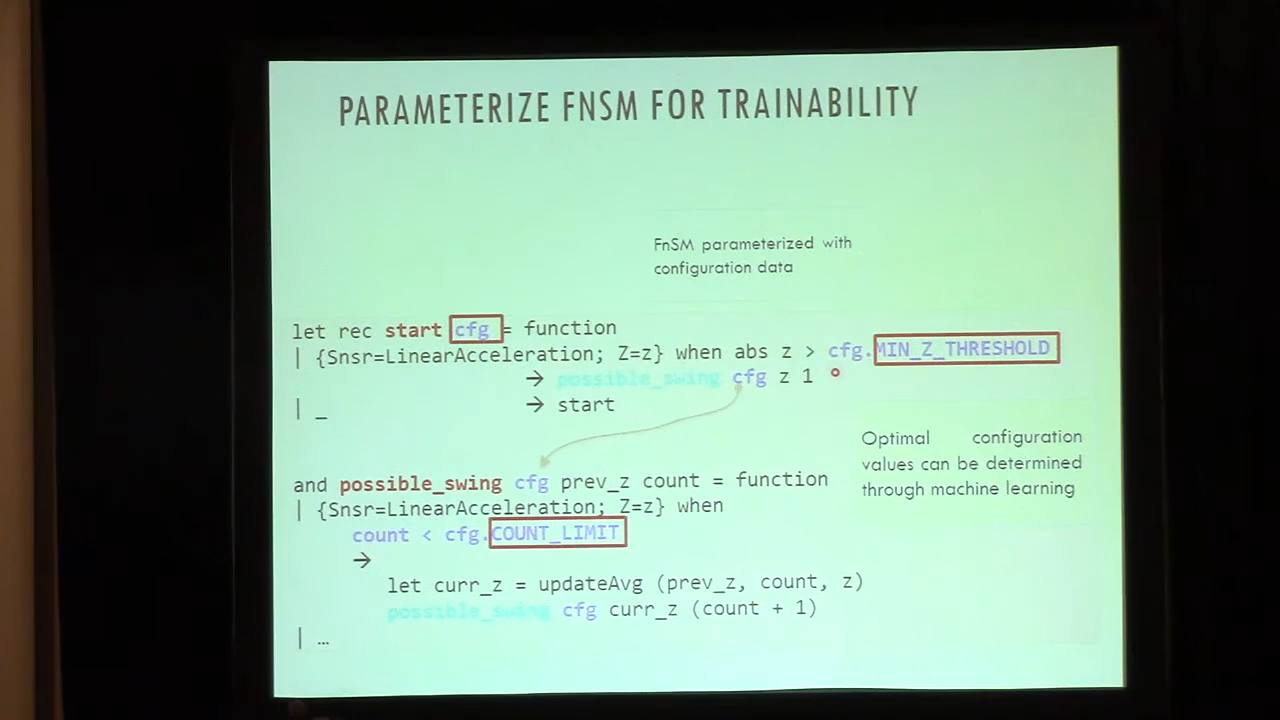 PARAMETERIZE FNSM FOR TRAINABILITY
FnSM parameterized with
configuration data
let rec start cfg = function
| {Snsr=LinearAcceleration; Z=z} when abs z > cfg.MIN_Z_THRESHOLD
→ possible_swing cfg z 1
| _ → start
Optimal configuration
values can be determined
through machine learning
and possible_swing cfg prev_z count = function
| {Snsr=LinearAcceleration; Z=z} when
count < cfg.COUNT_LIMIT
→
let curr_z = updateAvg (prev_z, count, z)
possible_swing cfg curr_z (count + 1)
| …